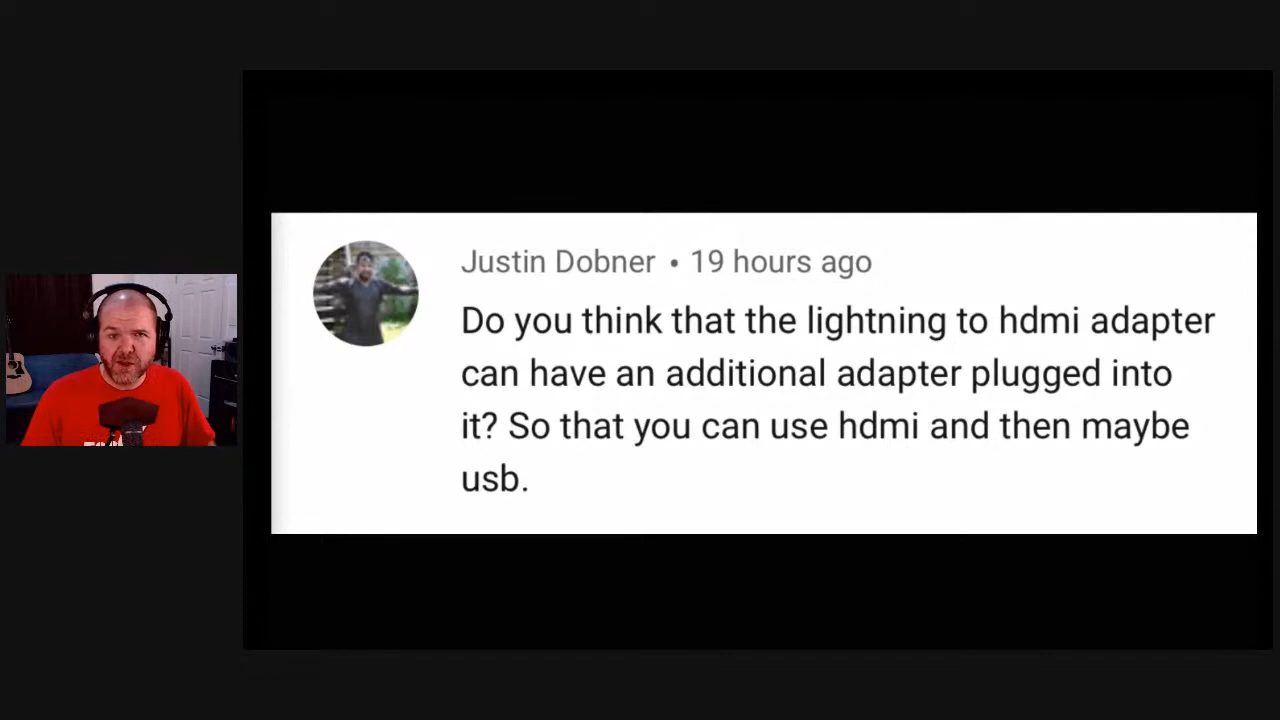 Justin Dobner • 19 hours ago
Do you think that the lightning to hdmi adapter
can have an additional adapter plugged into
it? So that you can use hdmi and then maybe
usb.